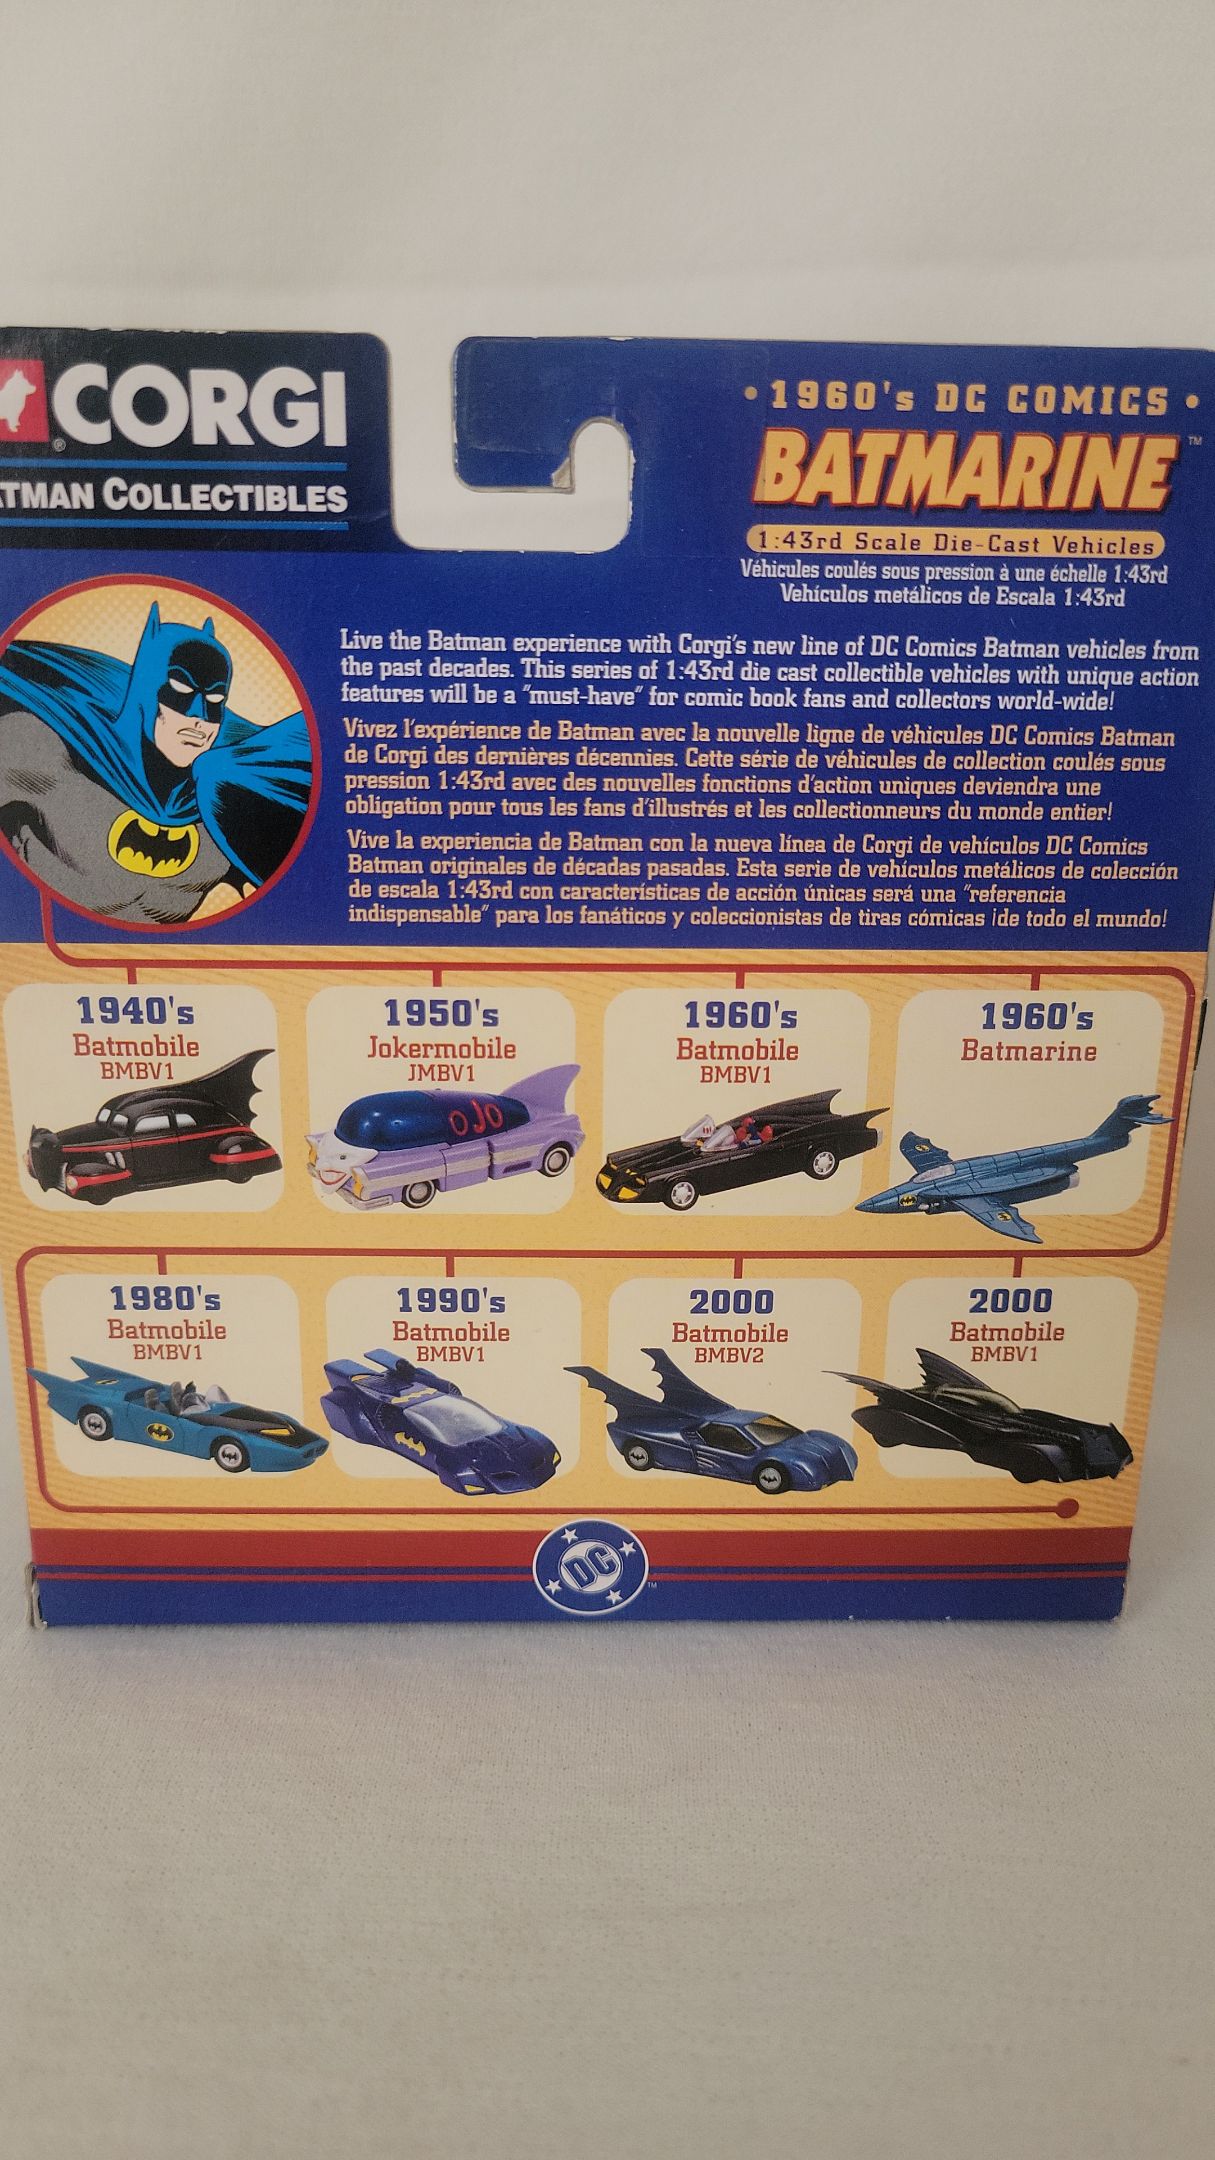 CORGI
®
BATMAN COLLECTIBLES
• 1960's DC COMICS •
BATMARINE™
1:43rd Scale Die-Cast Vehicles
Véhicules coulés sous pression à une échelle 1:43rd
Vehículos metálicos de Escala 1:43rd
Live the Batman experience with Corgi's new line of DC Comics Batman vehicles from
the past decades. This series of 1:43rd die cast collectible vehicles with unique action
features will be a "must-have" for comic book fans and collectors world-wide!
Vivez l'expérience de Batman avec la nouvelle ligne de véhicules DC Comics Batman
de Corgi des dernières décennies. Cette série de véhicules de collection coulés sous
pression 1:43rd avec des nouvelles fonctions d'action uniques deviendra une
obligation pour tous les fans d'illustrés et les collectionneurs du monde entier!
Vive la experiencia de Batman con la nueva línea de Corgi de vehículos DC Comics
Batman originales de décadas pasadas. Esta serie de vehículos metálicos de colección
de escala 1:43rd con características de acción únicas será una "referencia
indispensable" para los fanáticos y coleccionistas de tiras cómicas ¡de todo el mundo!
1940's
Batmobile
BMBV1
1950's
Jokermobile
JMBV1
OJO
1960's
Batmobile
BMBV1
1960's
Batmarine
1980's
Batmobile
BMBV1
1990's
Batmobile
BMBV1
2000
Batmobile
BMBV2
2000
Batmobile
BMBV1
DC™